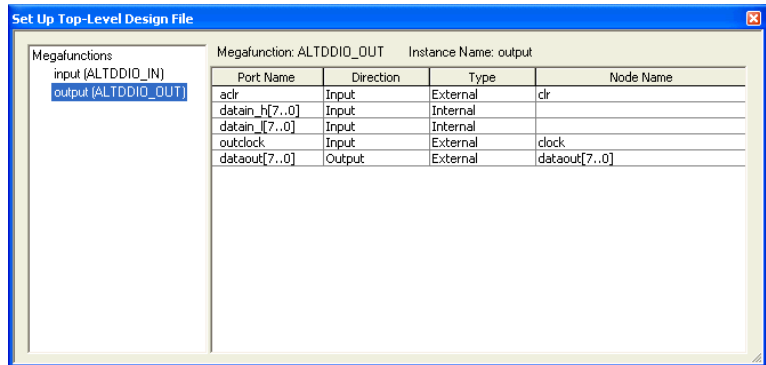 Set Up Top-Level Design File
Megafunctions
input (ALTDDIO_IN)
output (ALTDDIO_OUT)
Megafunction: ALTDDIO_OUT Instance Name: output
Port Name Direction Type Node Name
aclr Input External clr
datain_h[7..0] Input Internal
datain_l[7..0] Input Internal
outclock Input External clock
dataout[7..0] Output External dataout[7..0]